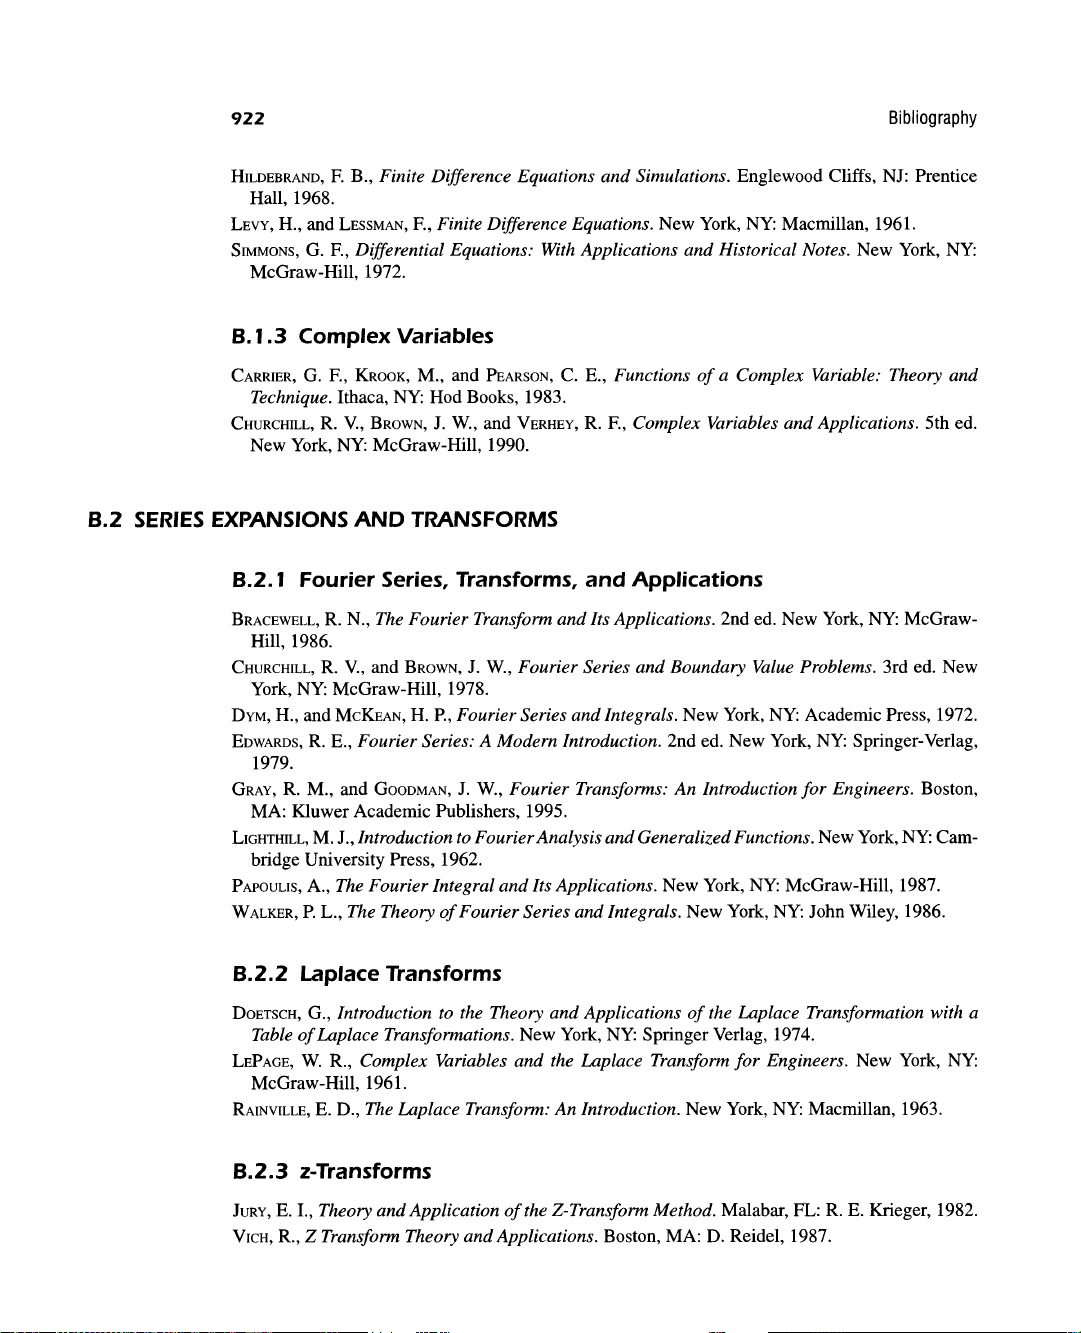 922 Bibliography
HILDEBRAND, F. B., Finite Difference Equations and Simulations. Englewood Cliffs, NJ: Prentice
Hall, 1968.
LEVY, H., and LESSMAN, F., Finite Difference Equations. New York, NY: Macmillan, 1961.
SIMMONS, G. F., Differential Equations: With Applications and Historical Notes. New York, NY:
McGraw-Hill, 1972.
B.1.3 Complex Variables
CARRIER, G. F., KROOK, M., and PEARSON, C. E., Functions of a Complex Variable: Theory and
Technique. Ithaca, NY: Hod Books, 1983.
CHURCHILL, R. V., BROWN, J. W., and VERHEY, R. F., Complex Variables and Applications. 5th ed.
New York, NY: McGraw-Hill, 1990.
B.2 SERIES EXPANSIONS AND TRANSFORMS
B.2.1 Fourier Series, Transforms, and Applications
BRACEWELL, R. N., The Fourier Transform and Its Applications. 2nd ed. New York, NY: McGraw-
Hill, 1986.
CHURCHILL, R. V., and BROWN, J. W., Fourier Series and Boundary Value Problems. 3rd ed. New
York, NY: McGraw-Hill, 1978.
DYM, H., and MCKEAN, H. P., Fourier Series and Integrals. New York, NY: Academic Press, 1972.
EDWARDS, R. E., Fourier Series: A Modern Introduction. 2nd ed. New York, NY: Springer-Verlag,
1979.
GRAY, R. M., and GOODMAN, J. W., Fourier Transforms: An Introduction for Engineers. Boston,
MA: Kluwer Academic Publishers, 1995.
LIGHTHILL, M. J., Introduction to Fourier Analysis and Generalized Functions. New York, NY: Cam-
bridge University Press, 1962.
PAPOULIS, A., The Fourier Integral and Its Applications. New York, NY: McGraw-Hill, 1987.
WALKER, P. L., The Theory of Fourier Series and Integrals. New York, NY: John Wiley, 1986.
B.2.2 Laplace Transforms
DOETSCH, G., Introduction to the Theory and Applications of the Laplace Transformation with a
Table of Laplace Transformations. New York, NY: Springer Verlag, 1974.
LEPAGE, W. R., Complex Variables and the Laplace Transform for Engineers. New York, NY:
McGraw-Hill, 1961.
RAINVILLE, E. D., The Laplace Transform: An Introduction. New York, NY: Macmillan, 1963.
B.2.3 z-Transforms
JURY, E. I., Theory and Application of the Z-Transform Method. Malabar, FL: R. E. Krieger, 1982.
VICH, R., Z Transform Theory and Applications. Boston, MA: D. Reidel, 1987.